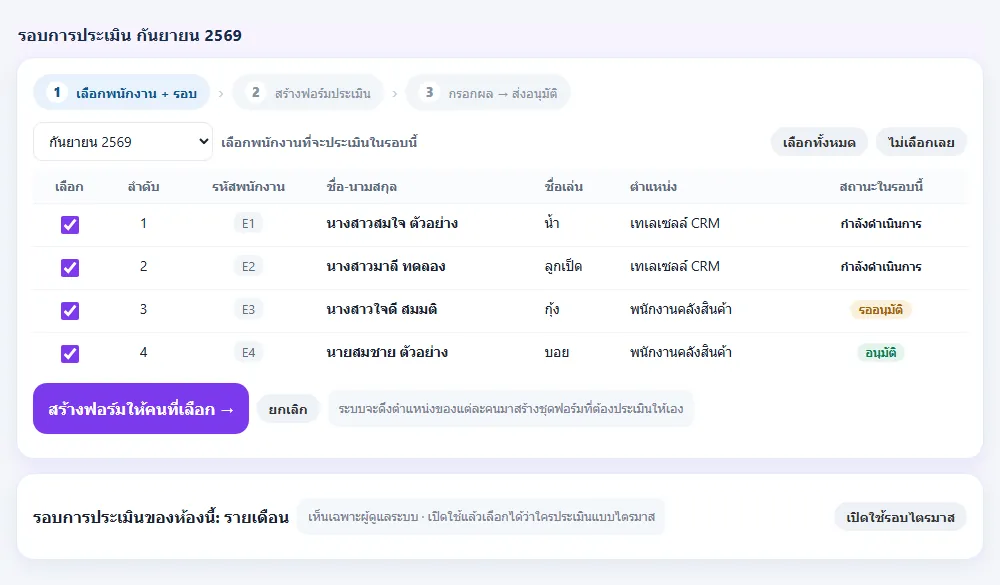 รอบการประเมิน กันยายน 2569
1 เลือกพนักงาน + รอบ › 2 สร้างฟอร์มประเมิน › 3 กรอกผล → ส่งอนุมัติ
กันยายน 2569 เลือกพนักงานที่จะประเมินในรอบนี้ เลือกทั้งหมด ไม่เลือกเลย
เลือก ลำดับ รหัสพนักงาน ชื่อ-นามสกุล ชื่อเล่น ตำแหน่ง สถานะในรอบนี้
1 E1 นางสาวสมใจ ตัวอย่าง น้ำ เทเลเซลส์ CRM กำลังดำเนินการ
2 E2 นางสาวมาลี ทดลอง ลูกเป็ด เทเลเซลส์ CRM กำลังดำเนินการ
3 E3 นางสาวใจดี สมมติ กุ้ง พนักงานคลังสินค้า รออนุมัติ
4 E4 นายสมชาย ตัวอย่าง บอย พนักงานคลังสินค้า อนุมัติ
สร้างฟอร์มให้คนที่เลือก → ยกเลิก ระบบจะดึงตำแหน่งของแต่ละคนมาสร้างชุดฟอร์มที่ต้องประเมินให้เอง
รอบการประเมินของห้องนี้: รายเดือน เห็นเฉพาะผู้ดูแลระบบ · เปิดใช้แล้วเลือกได้ว่าใครประเมินแบบไตรมาส เปิดใช้รอบไตรมาส